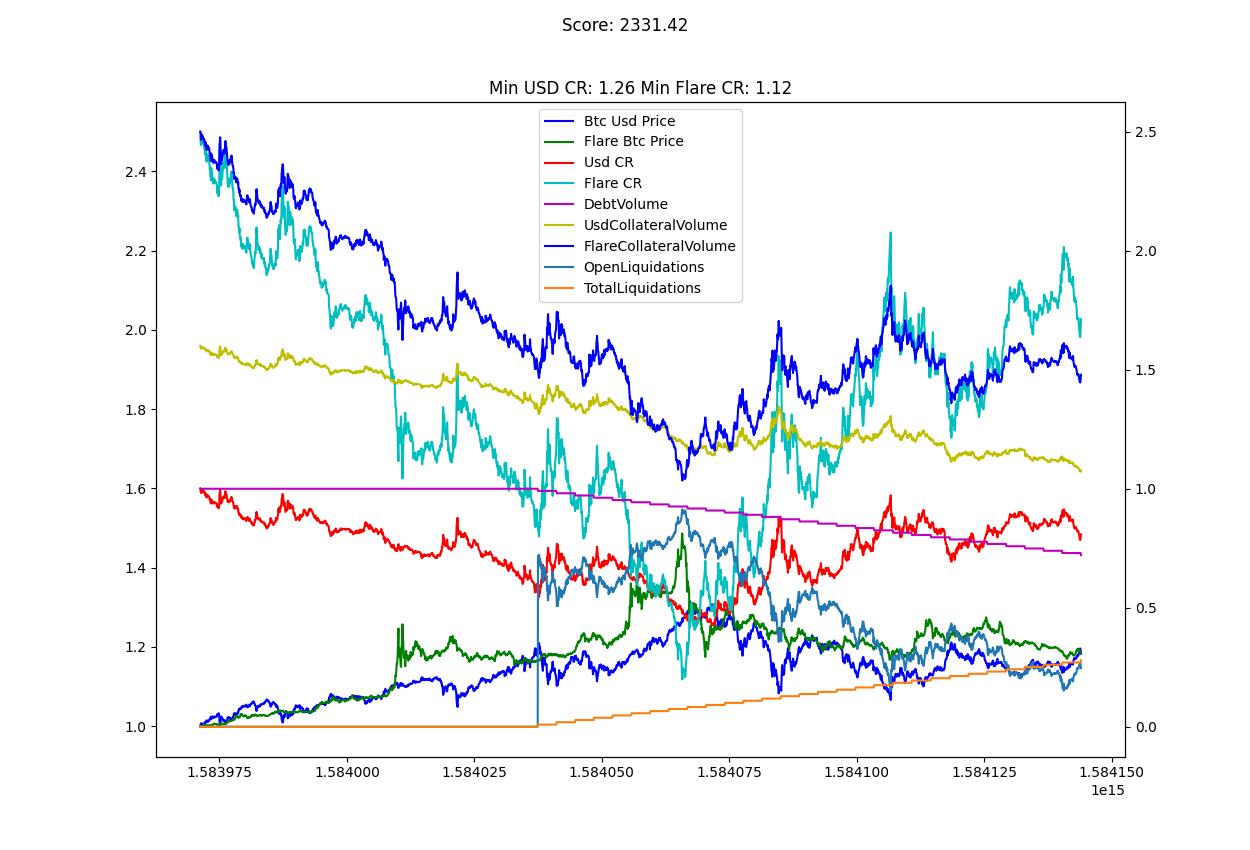 Score: 2331.42
Min USD CR: 1.26 Min Flare CR: 1.12
Btc Usd Price
Flare Btc Price
Usd CR
Flare CR
DebtVolume
UsdCollateralVolume
FlareCollateralVolume
OpenLiquidations
TotalLiquidations
2.4
2.2
2.0
1.8
1.6
1.4
1.2
1.0
2.5
2.0
1.5
1.0
0.5
0.0
1.583975 1.584000 1.584025 1.584050 1.584075 1.584100 1.584125 1.584150
1e15